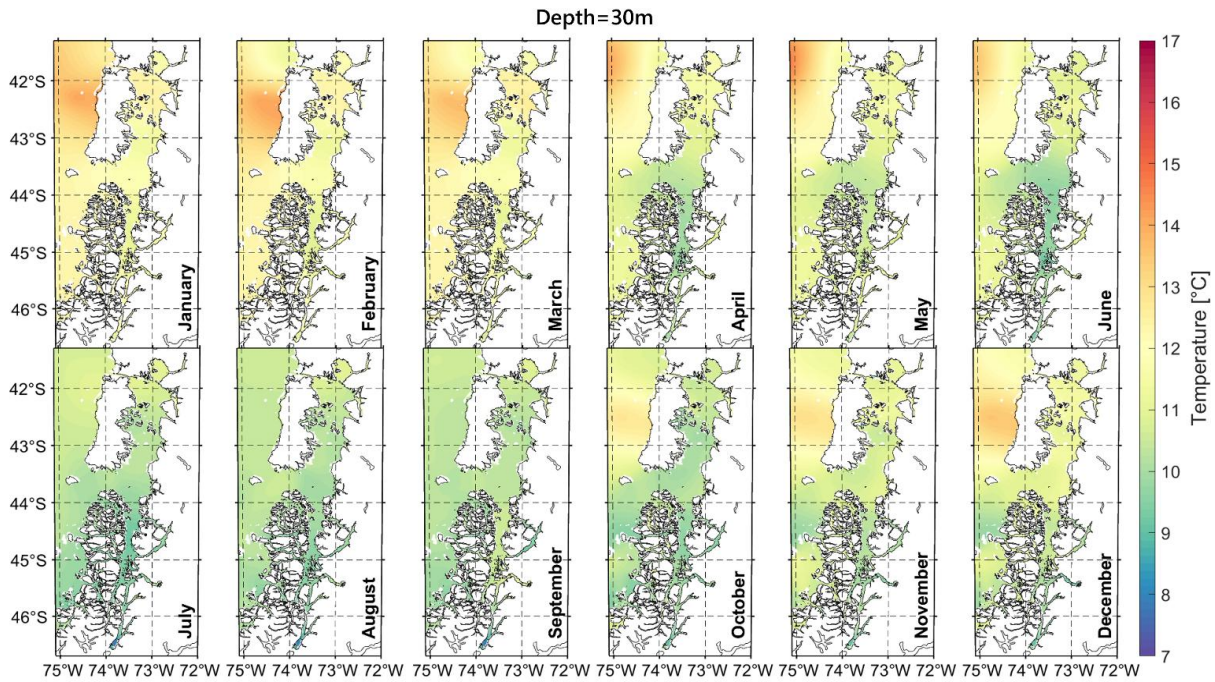 Depth=30m
42°S
43°S
44°S
45°S
46°S
January
February
March
April
May
June
42°S
43°S
44°S
45°S
46°S
July
August
September
October
November
December
75°W 74°W 73°W 72°W 75°W 74°W 73°W 72°W 75°W 74°W 73°W 72°W 75°W 74°W 73°W 72°W 75°W 74°W 73°W 72°W 75°W 74°W 73°W 72°W
17
16
15
14
13
12
11
10
9
8
7
Temperature [°C]